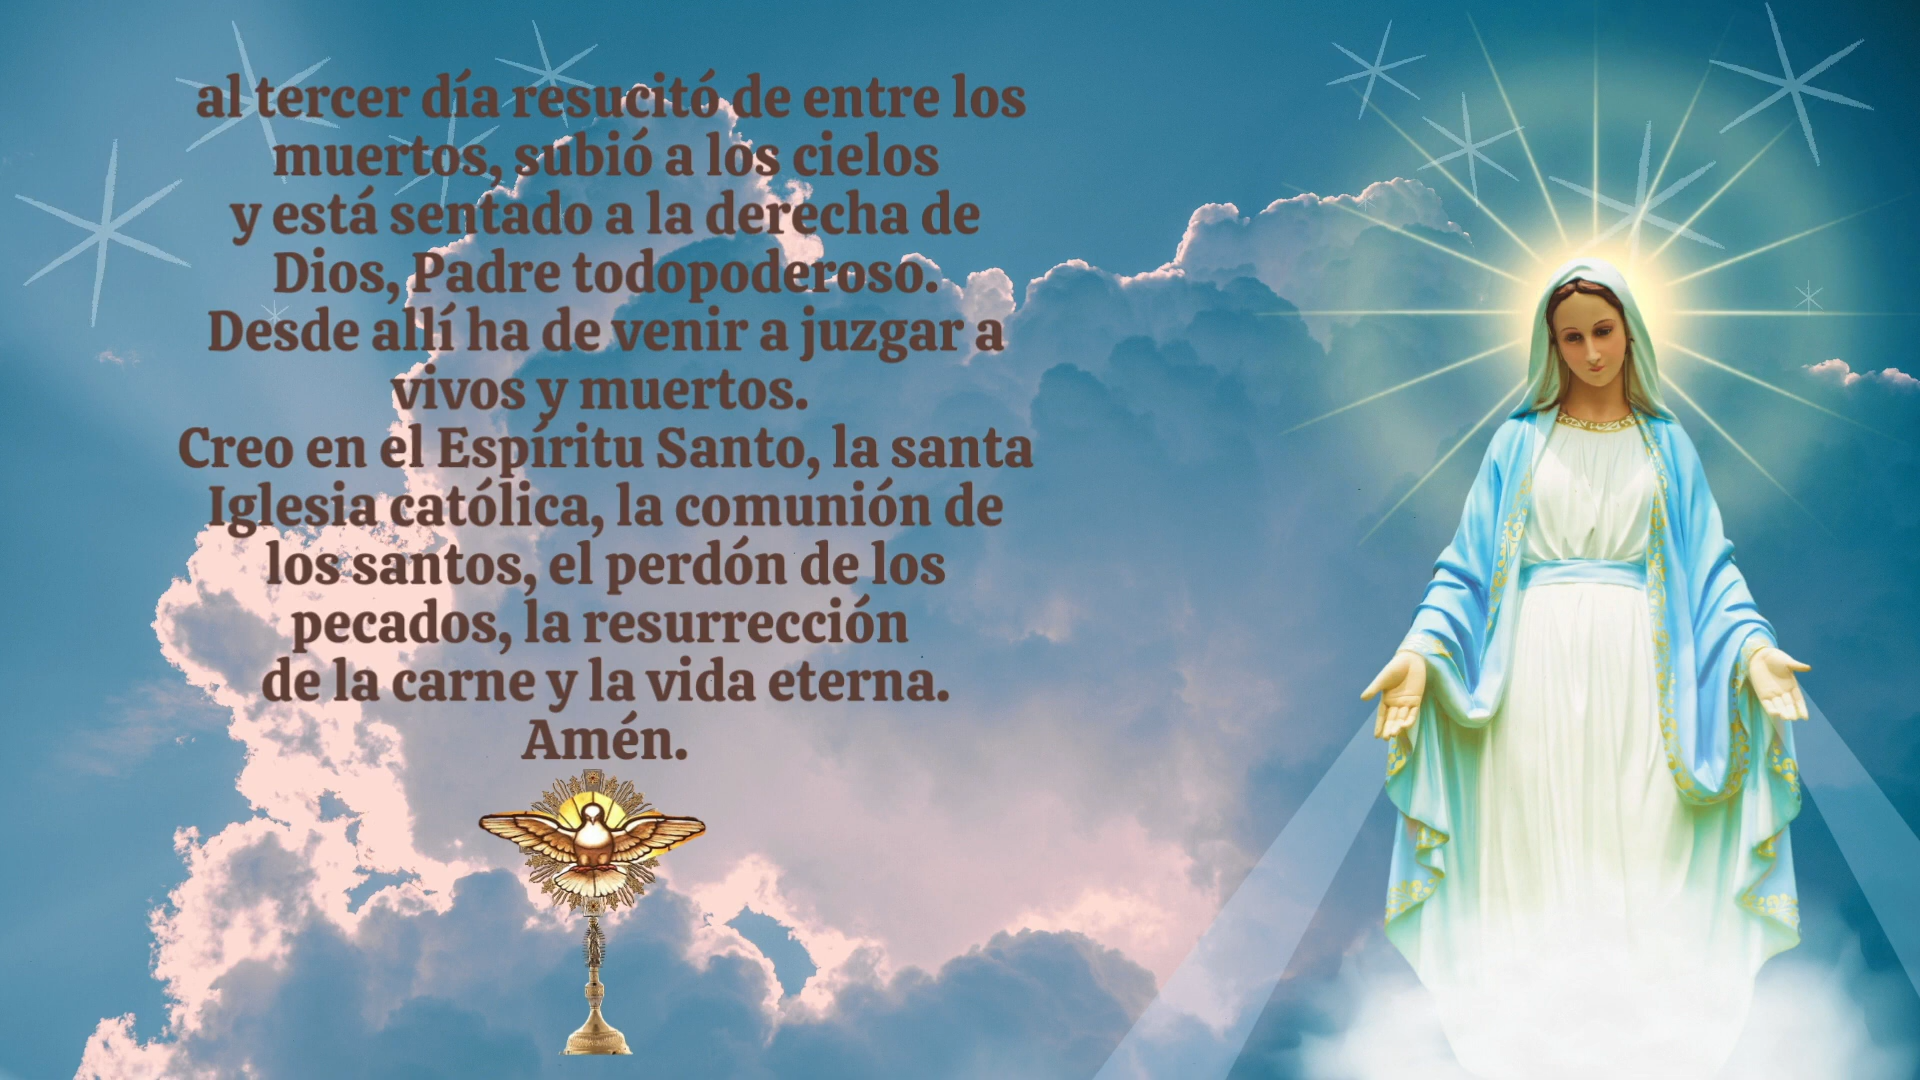 al tercer día resucitó de entre los
muertos, subió a los cielos
y está sentado a la derecha de
Dios, Padre todopoderoso.
Desde allí ha de venir a juzgar a
vivos y muertos.
Creo en el Espíritu Santo, la santa
Iglesia católica, la comunión de
los santos, el perdón de los
pecados, la resurrección
de la carne y la vida eterna.
Amén.